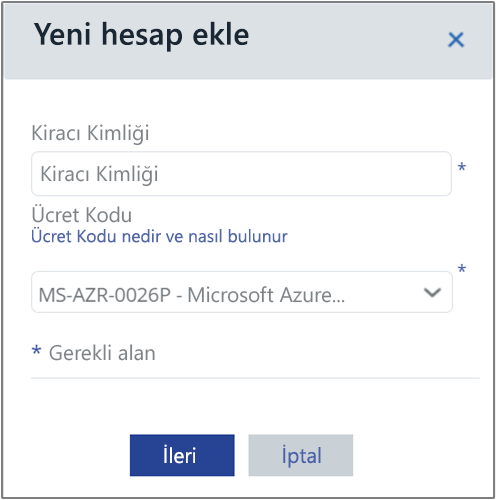 Yeni hesap ekle
Kiracı Kimliği
Kiracı Kimliği *
Ücret Kodu
Ücret Kodu nedir ve nasıl bulunur
*
MS-AZR-0026P - Microsoft Azure...
* Gerekli alan
İleri İptal